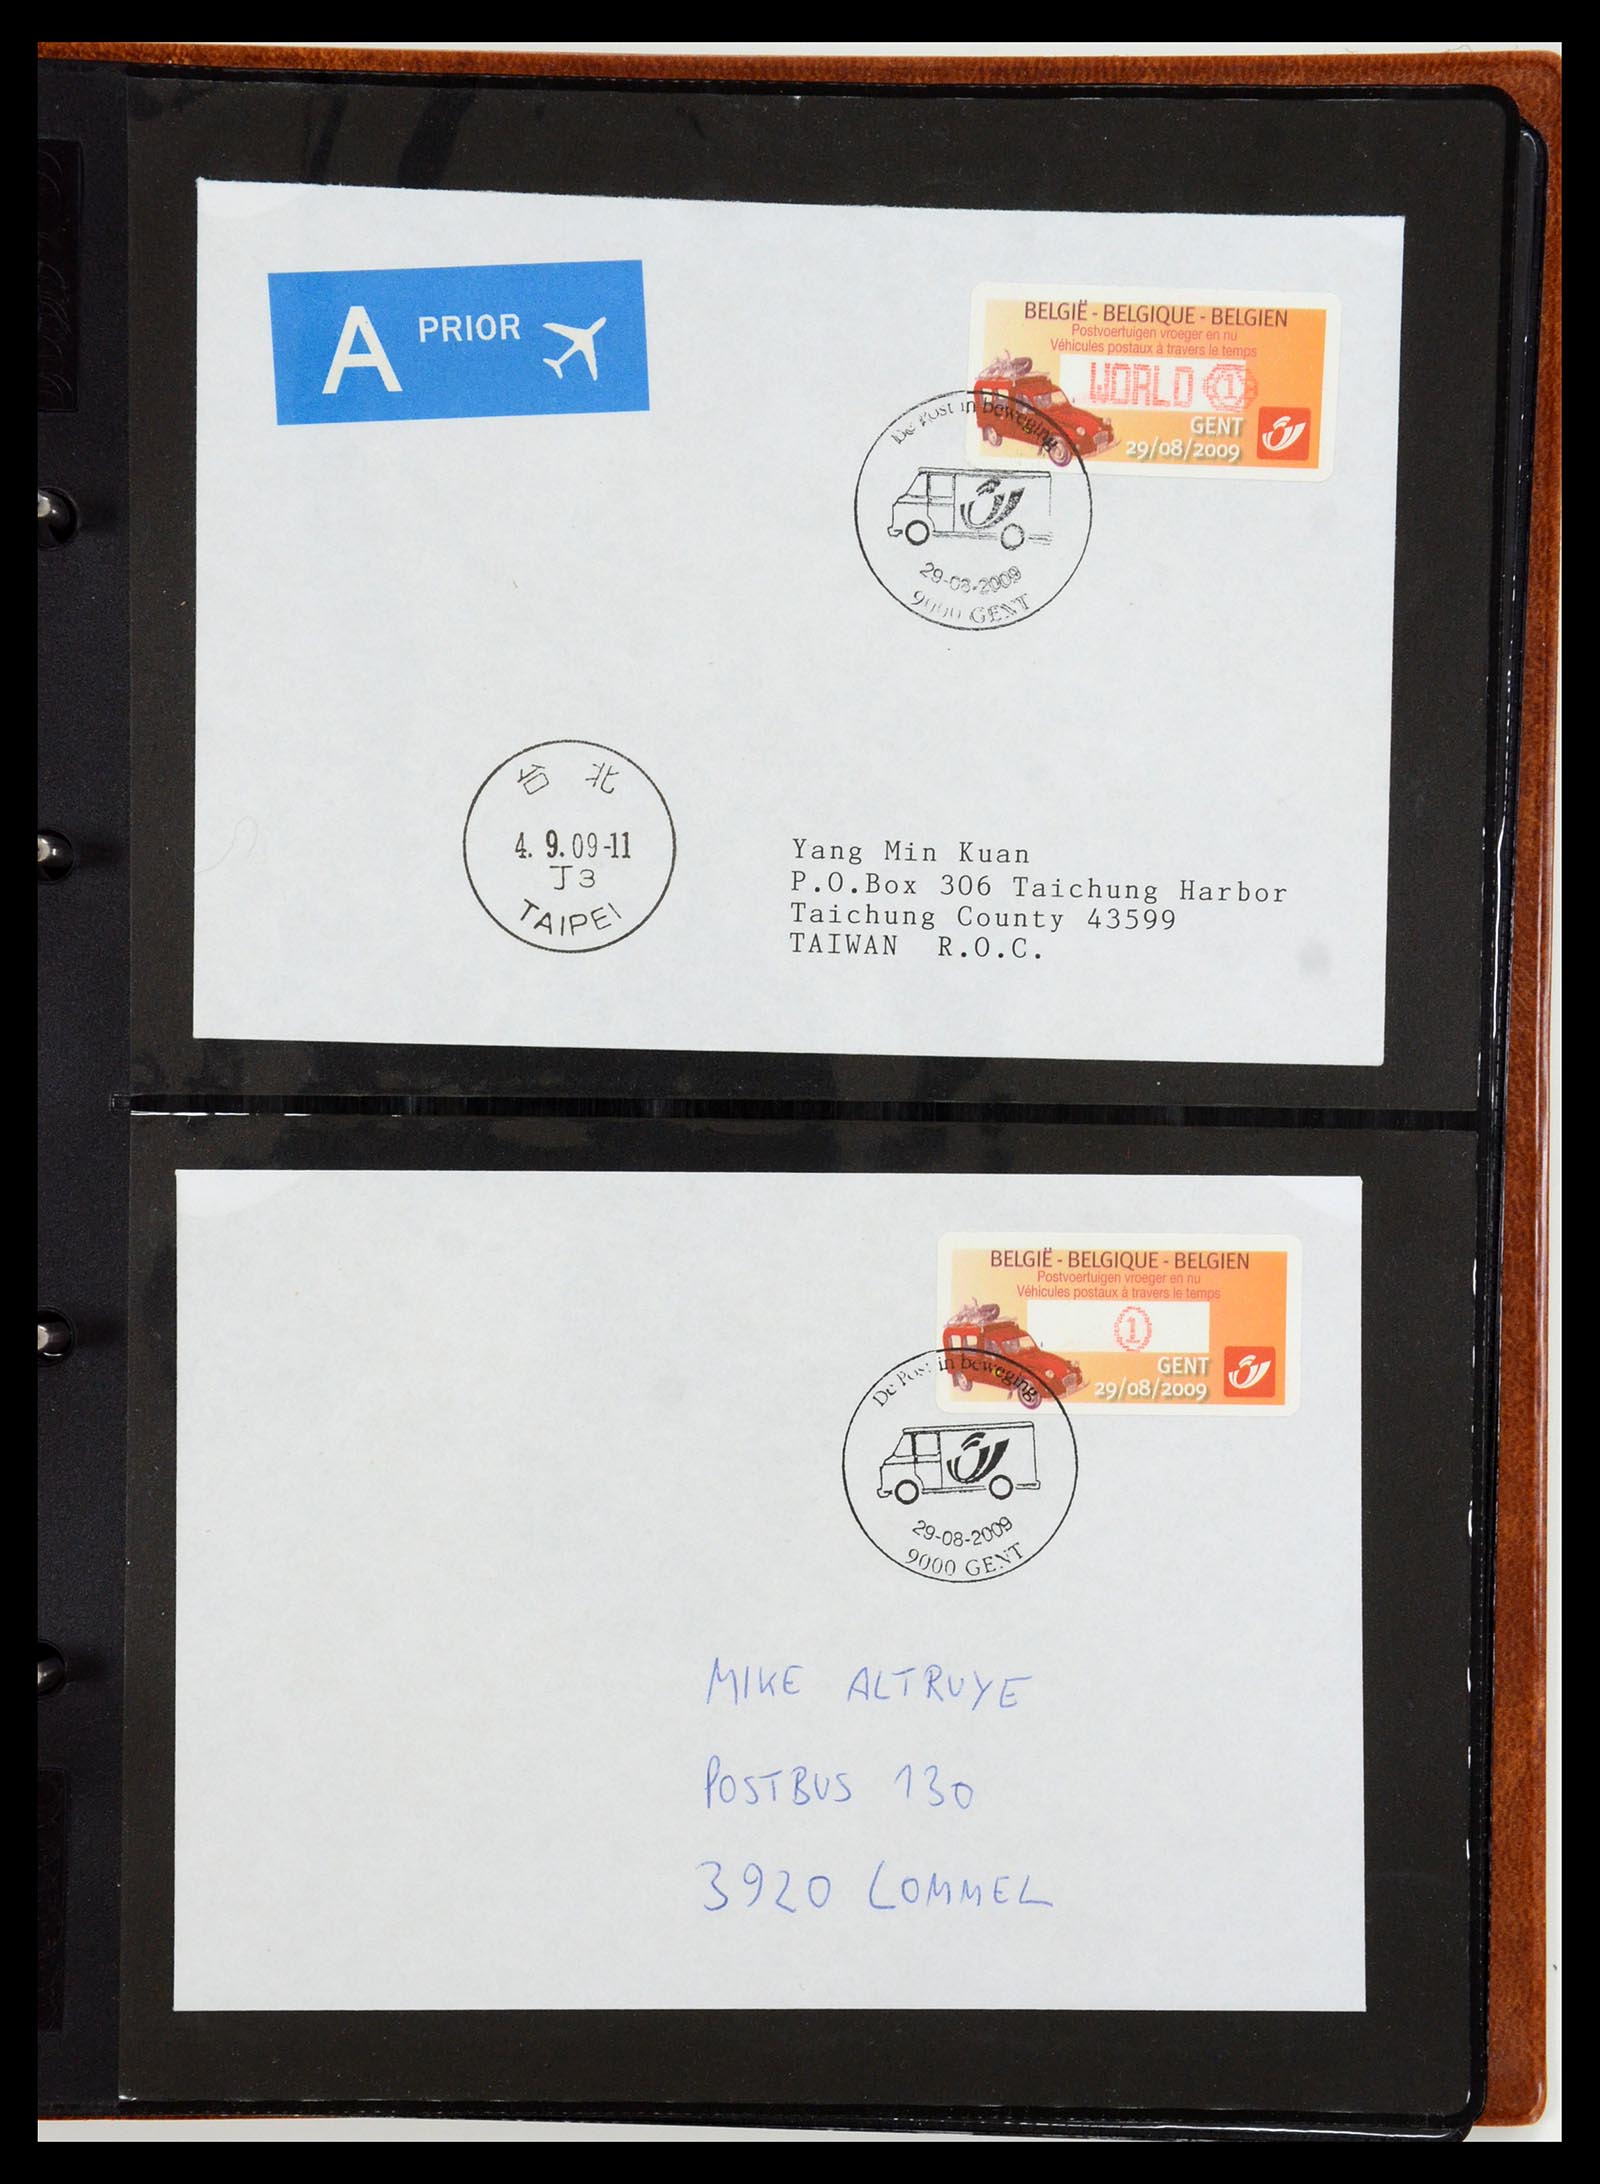 A PRIOR
BELGIË - BELGIQUE - BELGIEN
Postvoertuigen vroeger en nu
Véhicules postaux à travers le temps
WORLD 1
GENT
29/08/2009
De Post in beweging
29-08-2009
9000 GENT
台 北
4. 9. 09-11
J3
TAIPEI
Yang Min Kuan
P.O.Box 306 Taichung Harbor
Taichung County 43599
TAIWAN R.O.C.
BELGIË - BELGIQUE - BELGIEN
Postvoertuigen vroeger en nu
Véhicules postaux à travers le temps
1
GENT
29/08/2009
De Post in beweging
29-08-2009
9000 GENT
MIKE ALTRUYE
POSTBUS 130
3920 LOMMEL